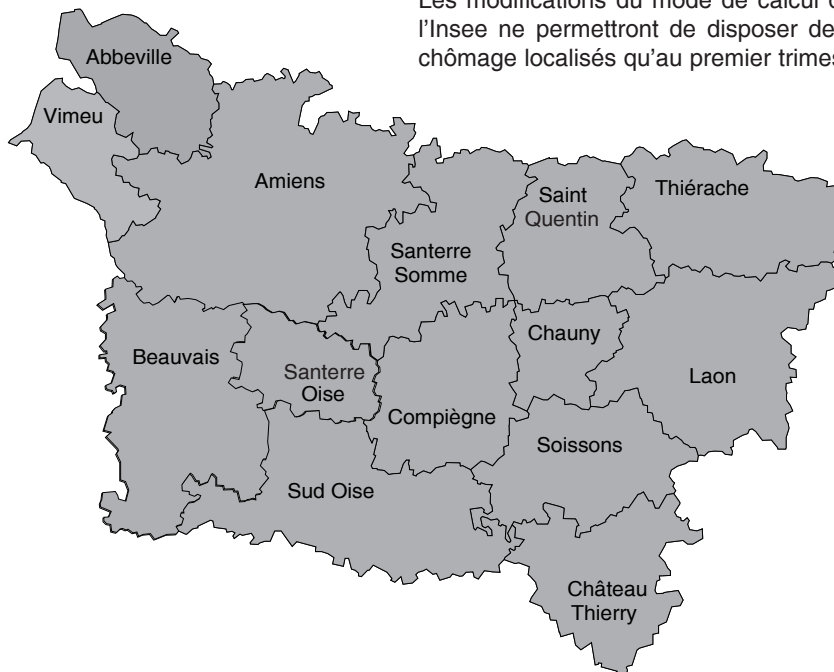 Les modifications du mode de calcul
l'Insee ne permettront de disposer de
chômage localisés qu'au premier
Abbeville
Vimeu
Amiens
Saint
Quentin
Thiérache
Santerre
Somme
Chauny
Beauvais
Santerre
Oise
Laon
Compiègne
Soissons
Sud Oise
Château
Thierry